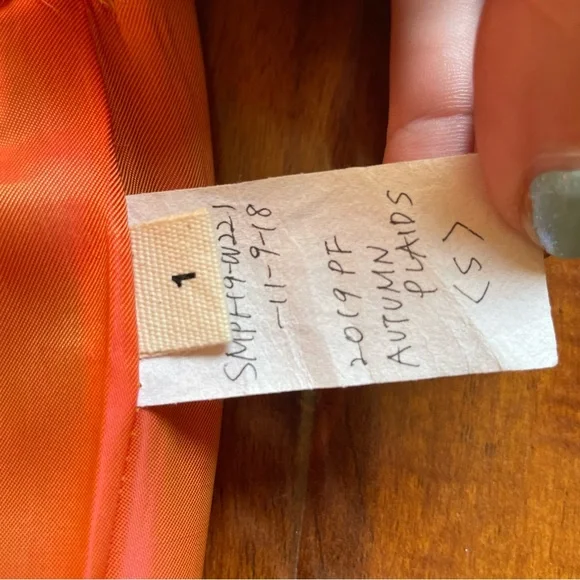 1
SMPF19-W221
-11-9-18
2019 PF
AUTUMN
PLAIDS
<S>